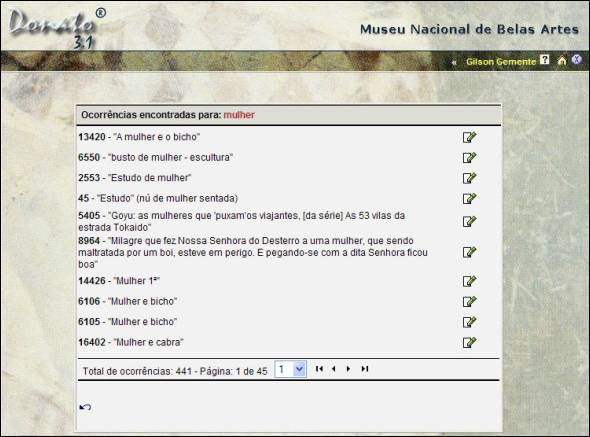 Donato ®
3.1
Museu Nacional de Belas Artes
« Gilson Gemente ? X
Ocorrências encontradas para: mulher
13420 - "A mulher e o bicho"
6550 - "busto de mulher - escultura"
2553 - "Estudo de mulher"
45 - "Estudo" (nú de mulher sentada)
5405 - "Goyu: as mulheres que 'puxam'os viajantes, [da série] As 53 vilas da
estrada Tokaido"
8964 - "Milagre que fez Nossa Senhora do Desterro a uma mulher, que sendo
maltratada por um boi, esteve em perigo. E pegando-se com a dita Senhora ficou
boa"
14426 - "Mulher 1ª"
6106 - "Mulher e bicho"
6105 - "Mulher e bicho"
16402 - "Mulher e cabra"
Total de ocorrências: 441 - Página: 1 de 45 1